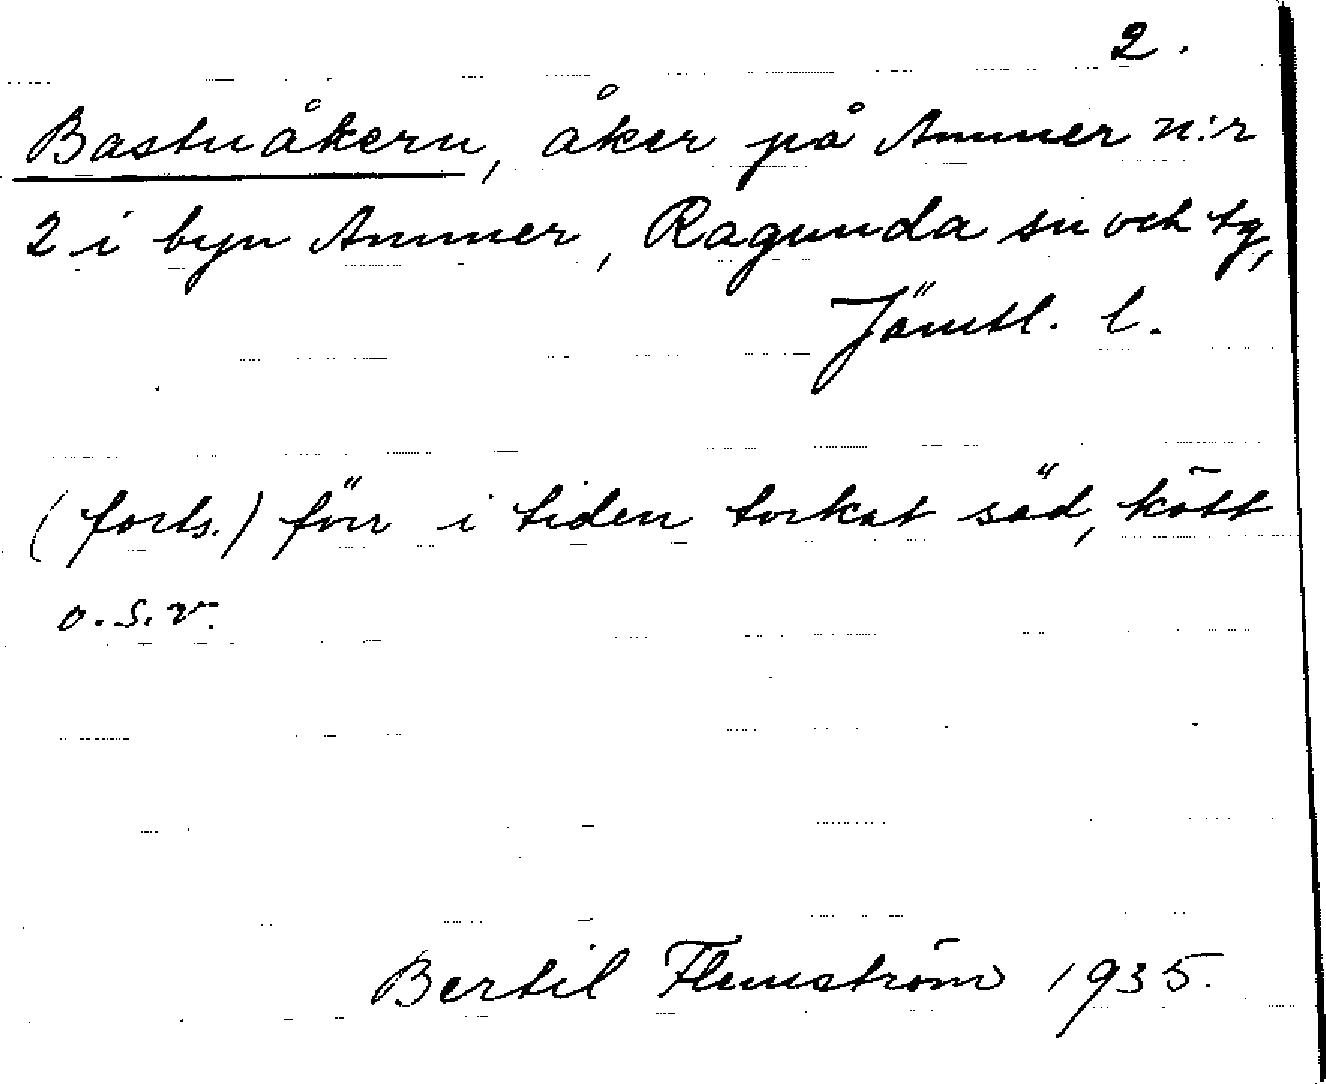 2.
Bastuåkern, åker på Ammer n:r
2 i byn Ammer, Ragunda sn och tg,
Jämtl. l.
(forts.) förr i tiden torkat säd, kött
o.s.v.
Bertil Flemström 1935.